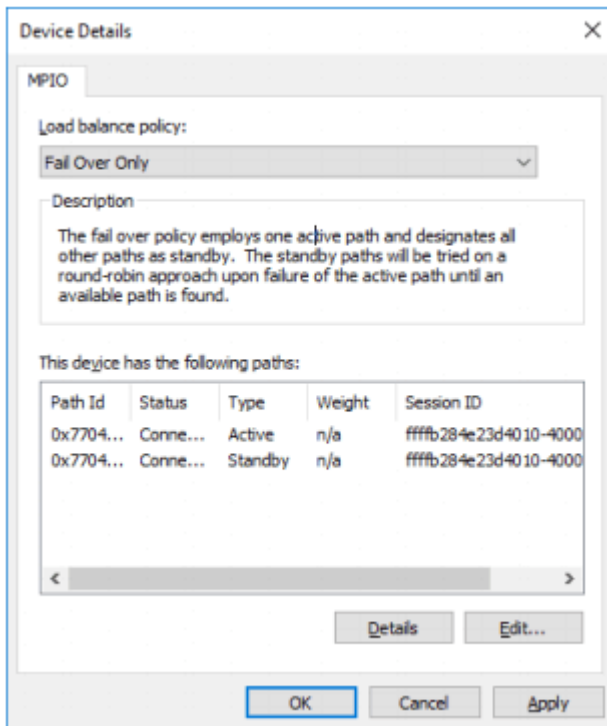 Device Details
MPIO
Load balance policy:
Fail Over Only
Description
The fail over policy employs one active path and designates all
other paths as standby. The standby paths will be tried on a
round-robin approach upon failure of the active path until an
available path is found.
This device has the following paths:
Path Id Status Type Weight Session ID
0x7704... Conne... Active n/a ffffb284e23d4010-4000
0x7704... Conne... Standby n/a ffffb284e23d4010-4000
Details Edit...
OK Cancel Apply